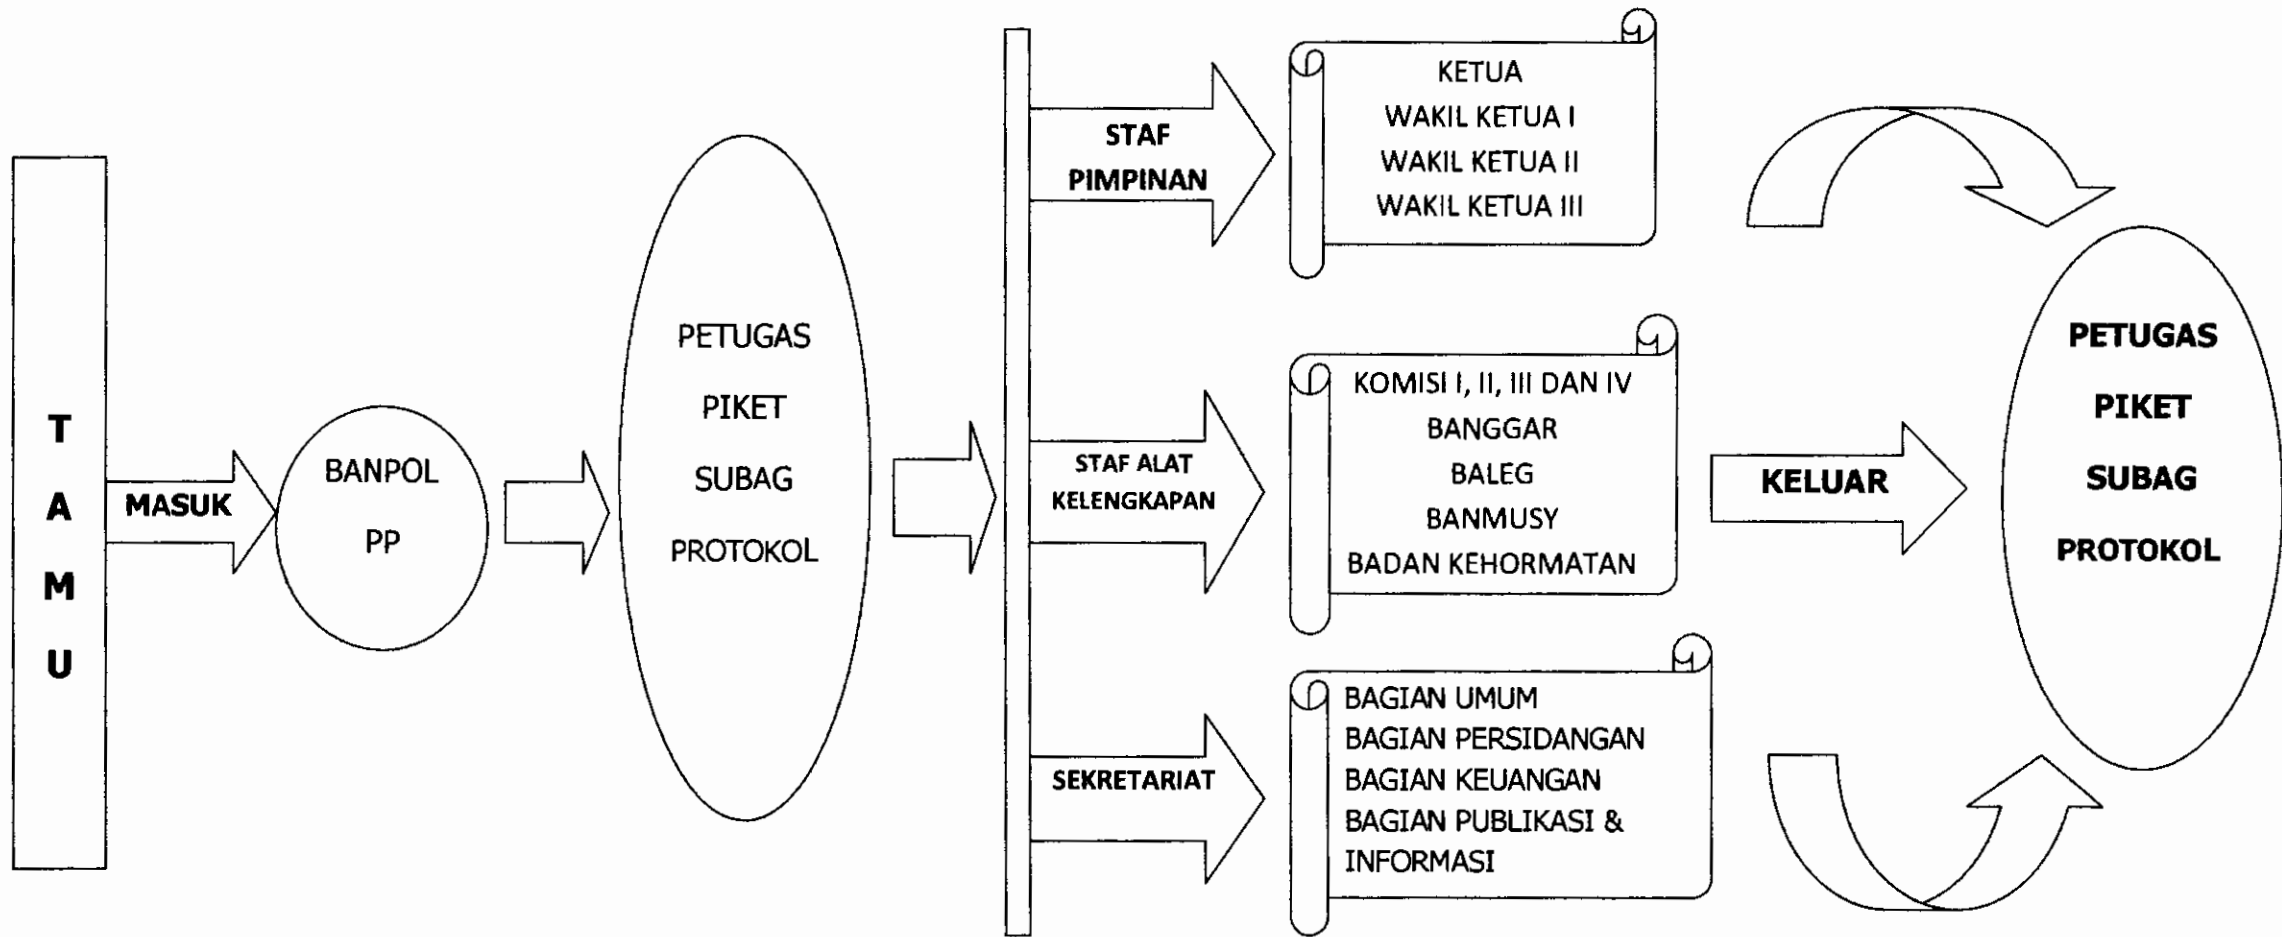 T
A
M
U
MASUK
BANPOL
PP
PETUGAS
PIKET
SUBAG
PROTOKOL
STAF
PIMPINAN
KETUA
WAKIL KETUA I
WAKIL KETUA II
WAKIL KETUA III
STAF ALAT
KELENGKAPAN
KOMISI I, II, III DAN IV
BANGGAR
BALEG
BANMUSY
BADAN KEHORMATAN
SEKRETARIAT
BAGIAN UMUM
BAGIAN PERSIDANGAN
BAGIAN KEUANGAN
BAGIAN PUBLIKASI &
INFORMASI
KELUAR
PETUGAS
PIKET
SUBAG
PROTOKOL